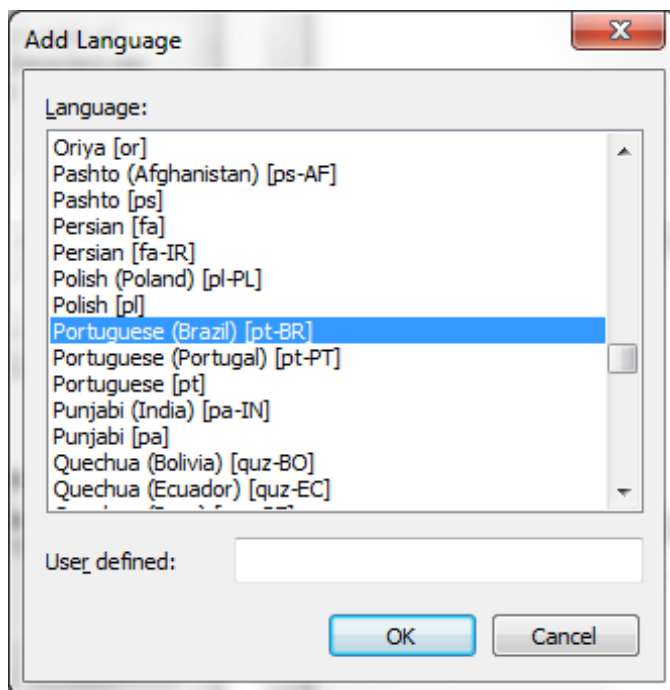 Add Language
Language:
Oriya [or]
Pashto (Afghanistan) [ps-AF]
Pashto [ps]
Persian [fa]
Persian [fa-IR]
Polish (Poland) [pl-PL]
Polish [pl]
Portuguese (Brazil) [pt-BR]
Portuguese (Portugal) [pt-PT]
Portuguese [pt]
Punjabi (India) [pa-IN]
Punjabi [pa]
Quechua (Bolivia) [quz-BO]
Quechua (Ecuador) [quz-EC]
User defined:
OK Cancel